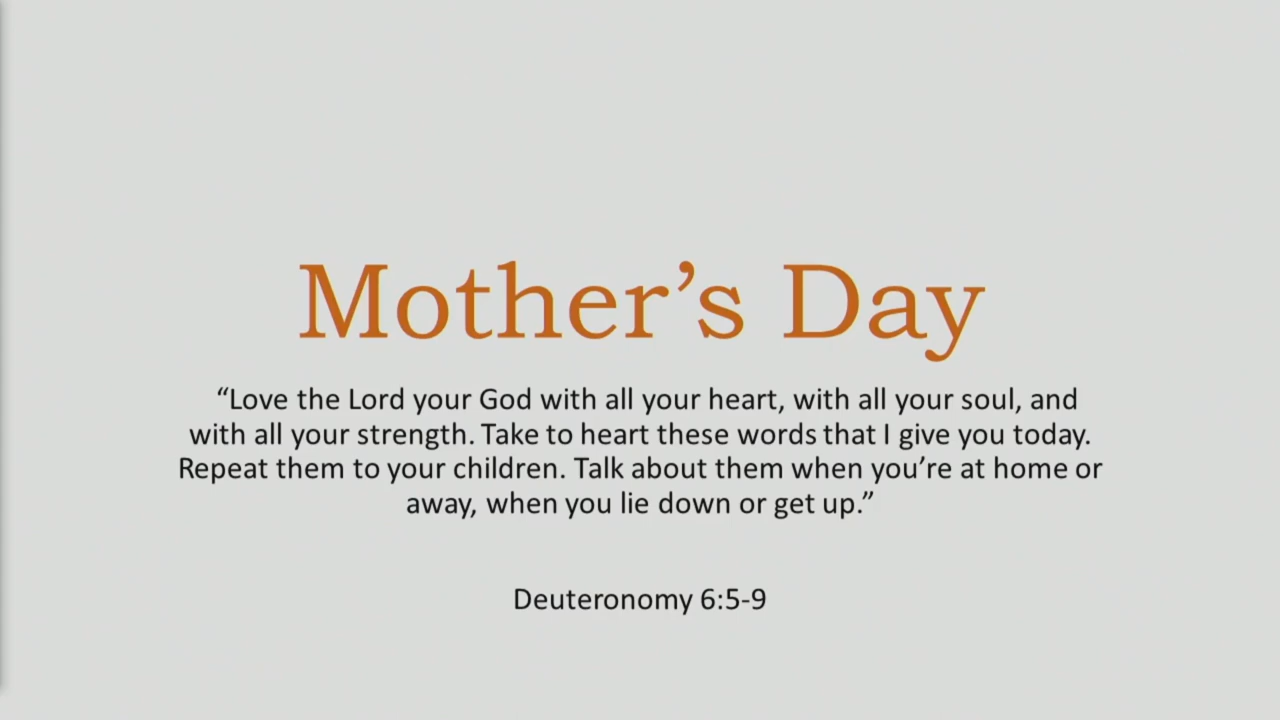 Mother’s Day
“Love the Lord your God with all your heart, with all your soul, and
with all your strength. Take to heart these words that I give you today.
Repeat them to your children. Talk about them when you’re at home or
away, when you lie down or get up.”
Deuteronomy 6:5-9